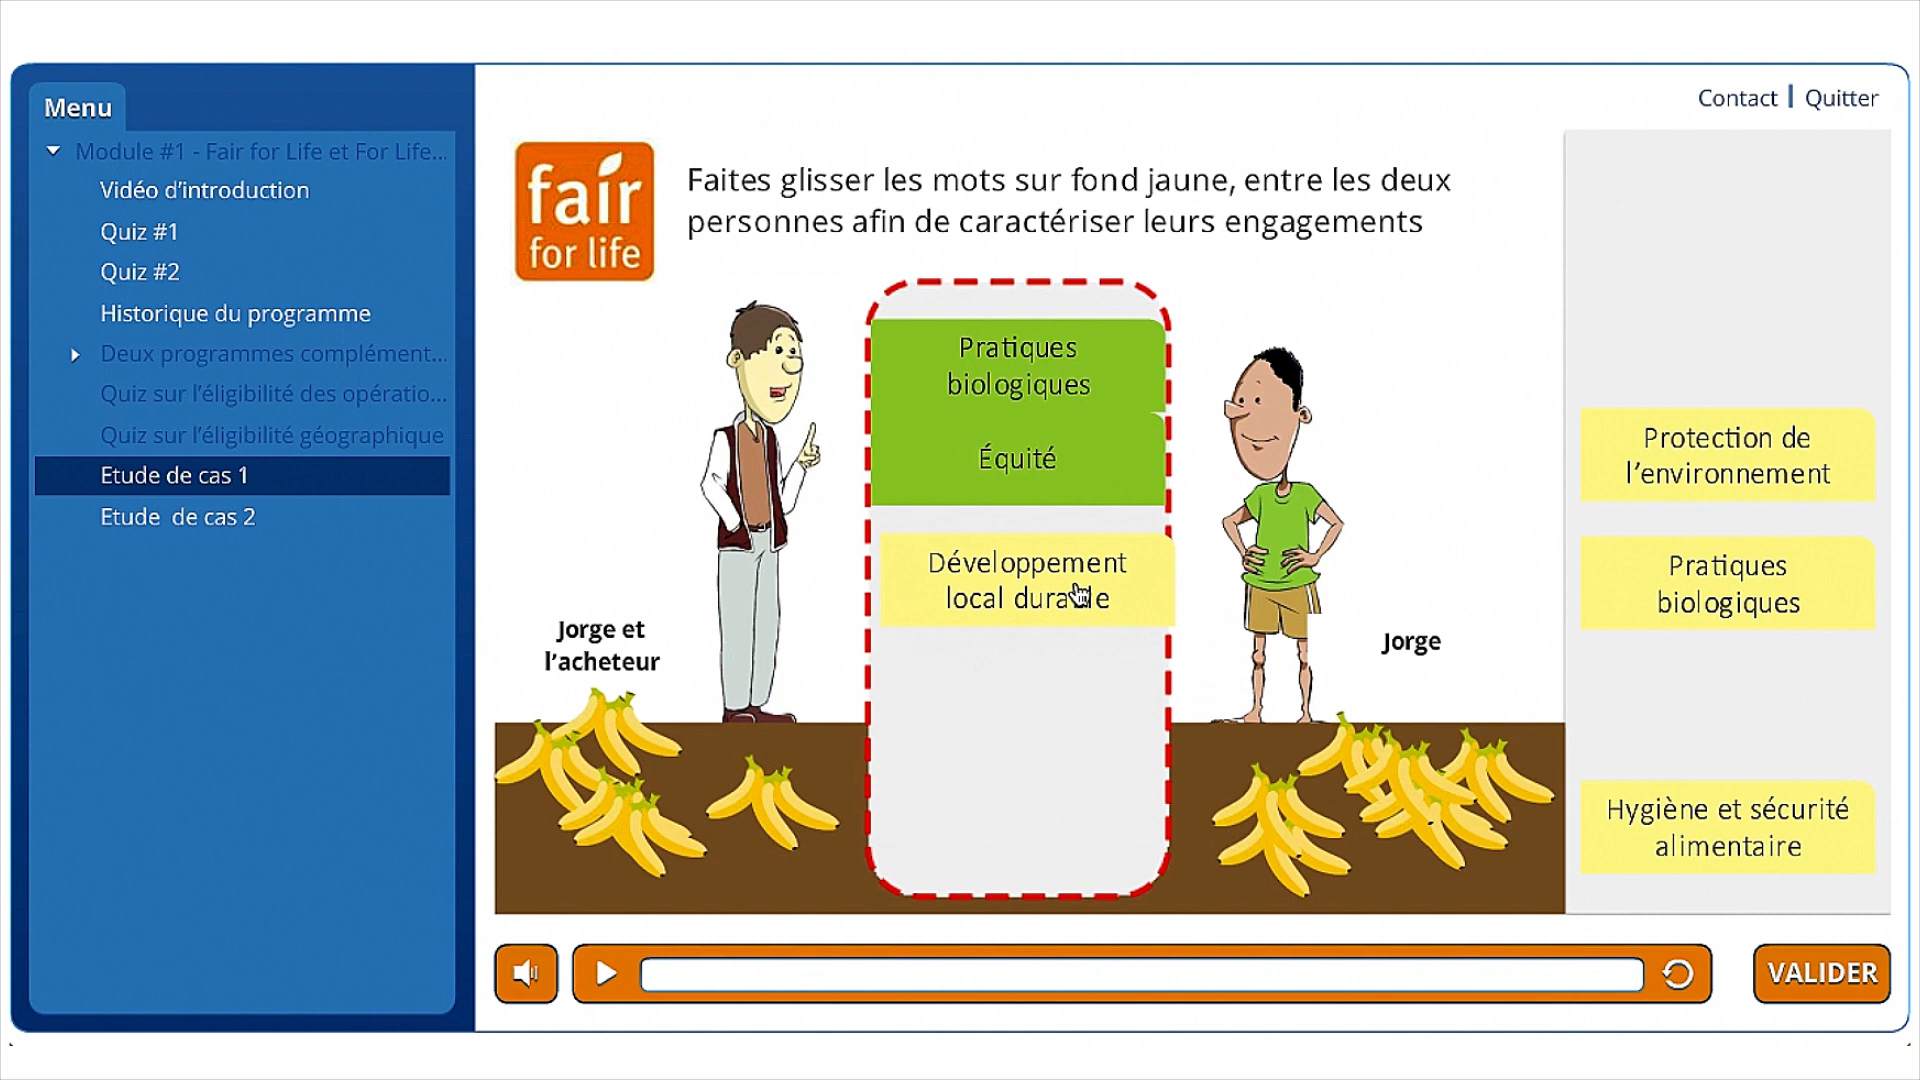 Menu
Module #1 - Fair for Life et For Life...
Vidéo d'introduction
Quiz #1
Quiz #2
Historique du programme
Deux programmes complément...
Quiz sur l'éligibilité des opératio...
Quiz sur l'éligibilité géographique
Etude de cas 1
Etude de cas 2
Contact | Quitter
fair
for life
Faites glisser les mots sur fond jaune, entre les deux
personnes afin de caractériser leurs engagements
Pratiques
biologiques
Équité
Développement
local durable
Jorge et
l'acheteur
Jorge
Protection de
l'environnement
Pratiques
biologiques
Hygiène et sécurité
alimentaire
VALIDER